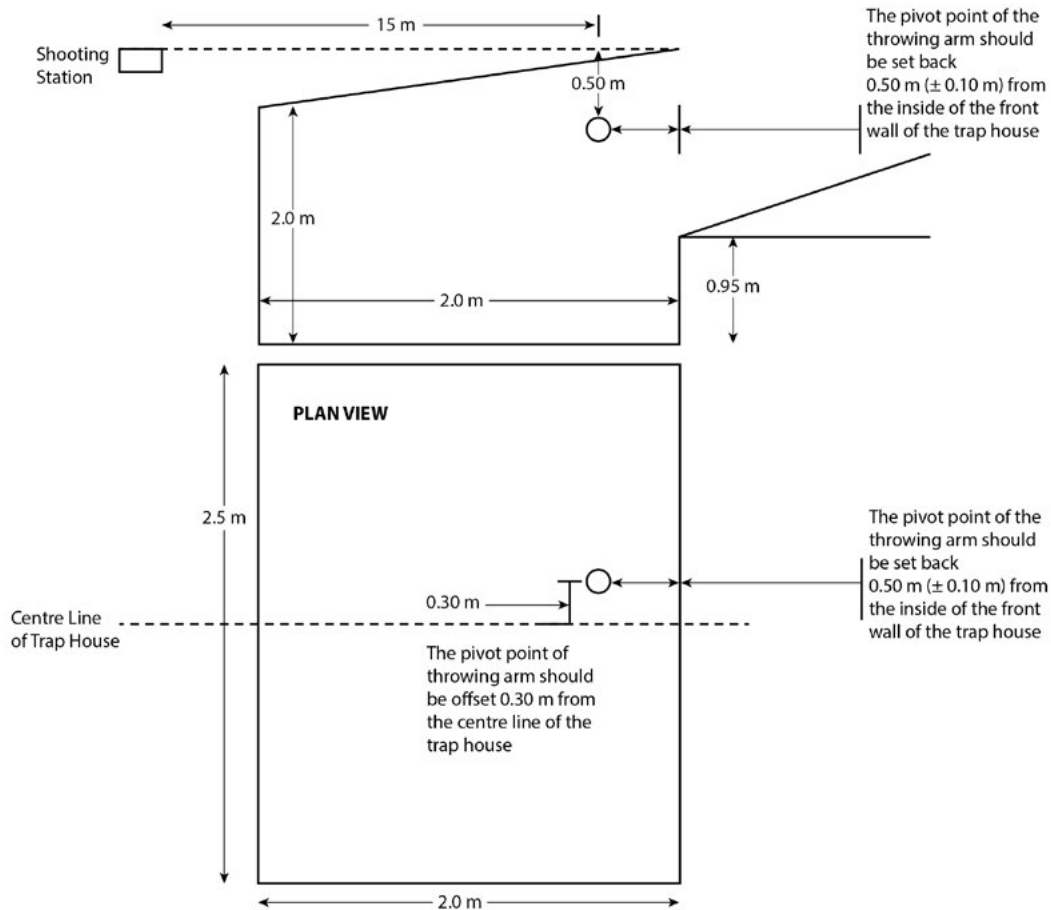 15 m
The pivot point of the
throwing arm should
be set back
0.50 m (± 0.10 m) from
the inside of the front
wall of the trap house
Shooting
Station
0.50 m
2.0 m
2.0 m
0.95 m
PLAN VIEW
2.5 m
The pivot point of the
throwing arm should
be set back
0.50 m (± 0.10 m) from
the inside of the front
wall of the trap house
0.30 m
Centre Line
of Trap House
The pivot point of
throwing arm should
be offset 0.30 m from
the centre line of the
trap house
2.0 m